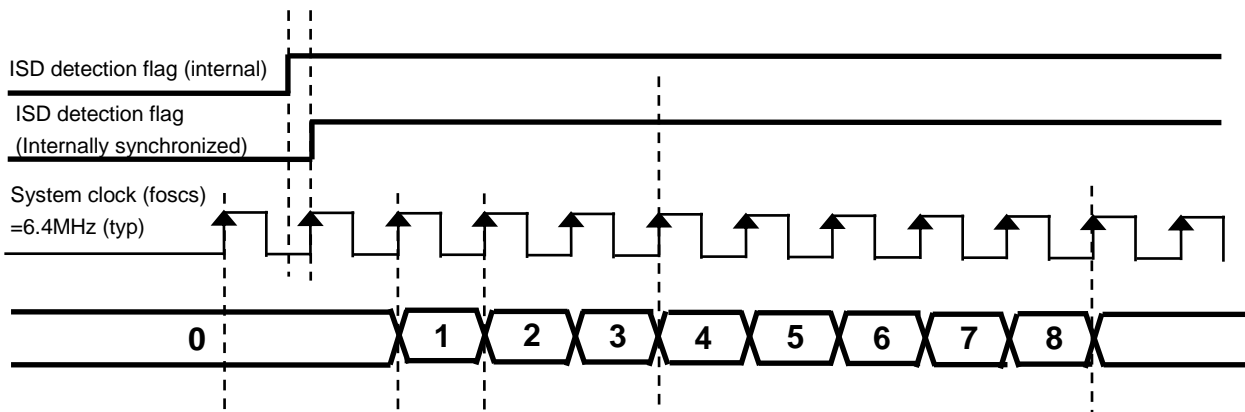 ISD detection flag (internal)
ISD detection flag
(Internally synchronized)
System clock (foscs)
=6.4MHz (typ)
0 1 2 3 4 5 6 7 8